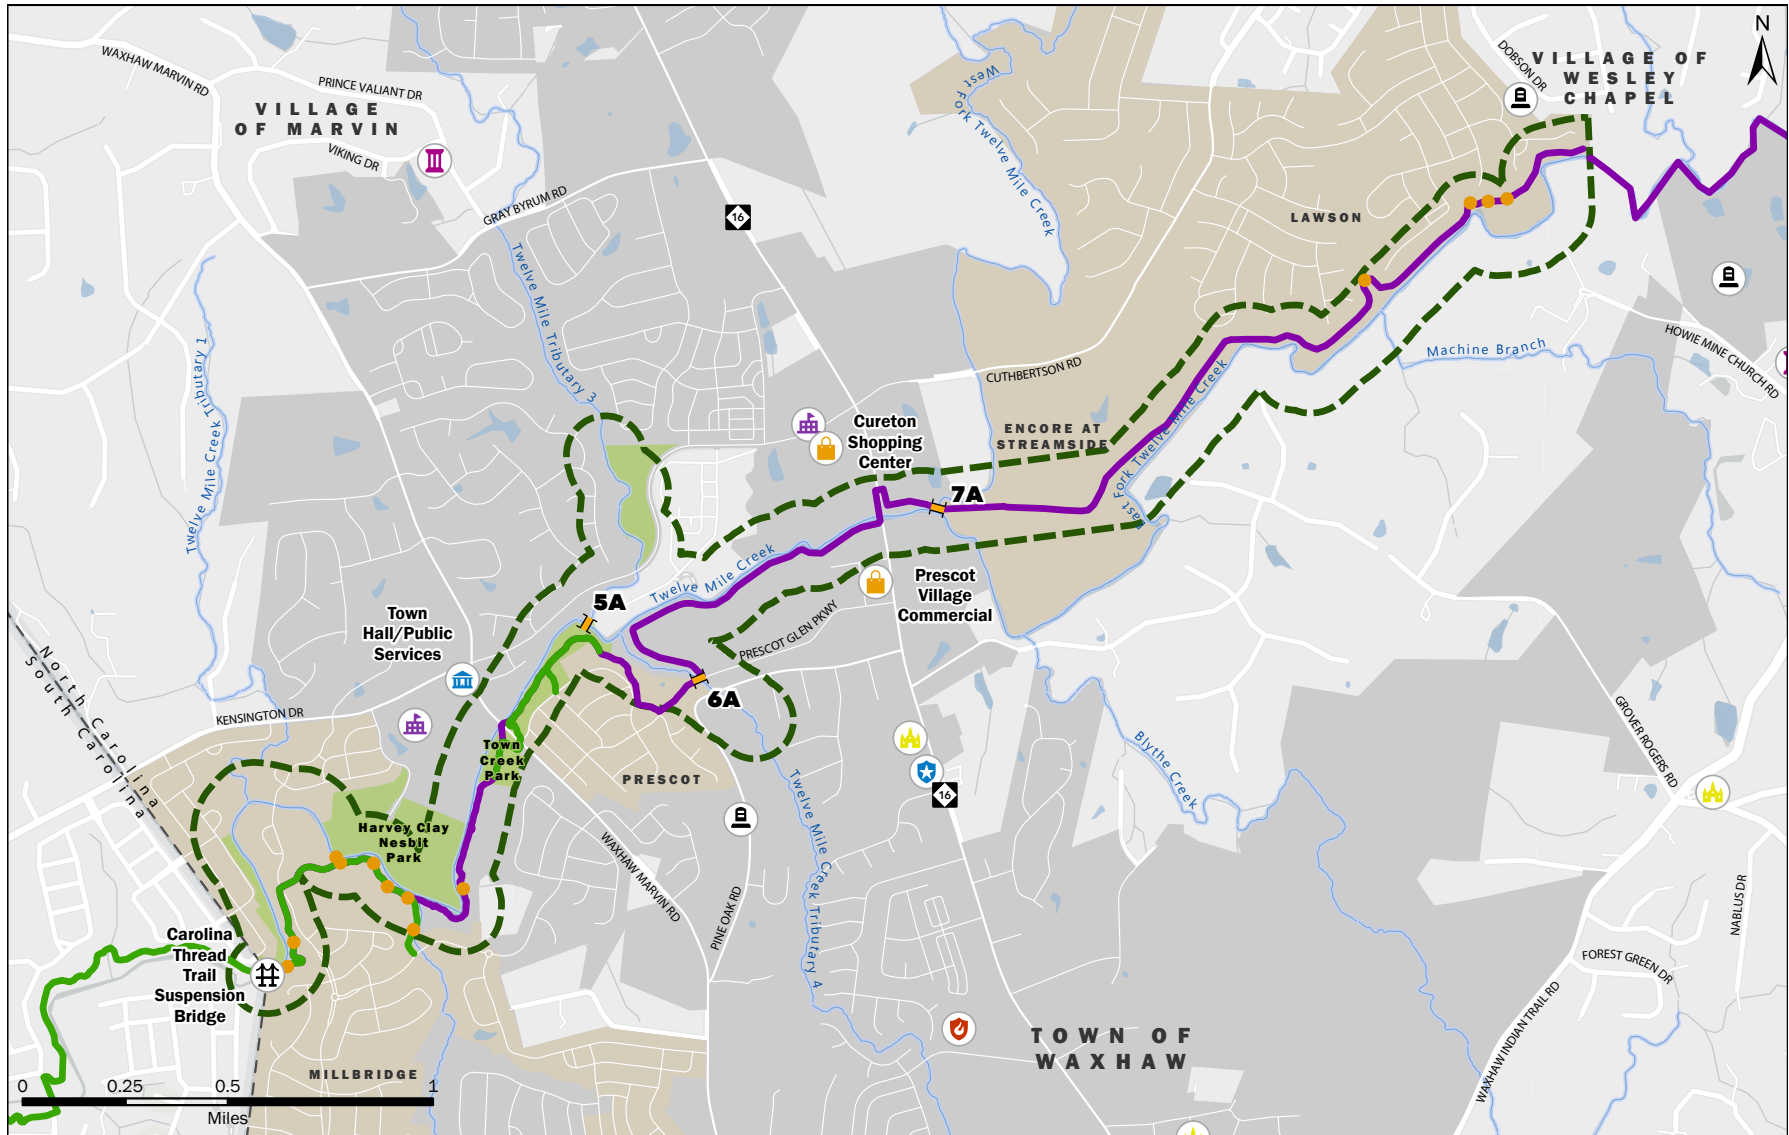 N
VILLAGE OF
WESLEY
CHAPEL
DOBSON DR
WAXHAW MARVIN RD
PRINCE VALIANT DR
VILLAGE
OF MARVIN
VIKING DR
GRAY BYRUM RD
16
West
Fork Twelve Mile Creek
LAWSON
Twelve Mile Tributary 3
Twelve Mile Creek Tributary 1
HOWIE MINE CHURCH RD
Machine Branch
CUTHBERTSON RD
Cureton
Shopping
Center
ENCORE AT
STREAMSIDE
East Fork Twelve Mile Creek
7A
Twelve Mile Creek
Prescot
Village
Commercial
5A
Town
Hall/Public
Services
PRESCOT GLEN PKWY
6A
North Carolina
South Carolina
KENSINGTON DR
Town
Creek
Park
PRESCOT
Blythe Creek
GROVER ROGERS RD
16
Harvey Clay
Nesbit
Park
Twelve Mile Creek Tributary 4
WAXHAW MARVIN RD
PINE OAK RD
NABLUS DR
Carolina
Thread
Trail
Suspension
Bridge
FOREST GREEN DR
WAXHAW INDIAN TRAIL RD
TOWN OF
WAXHAW
MILLBRIDGE
0 0.25 0.5 1
Miles